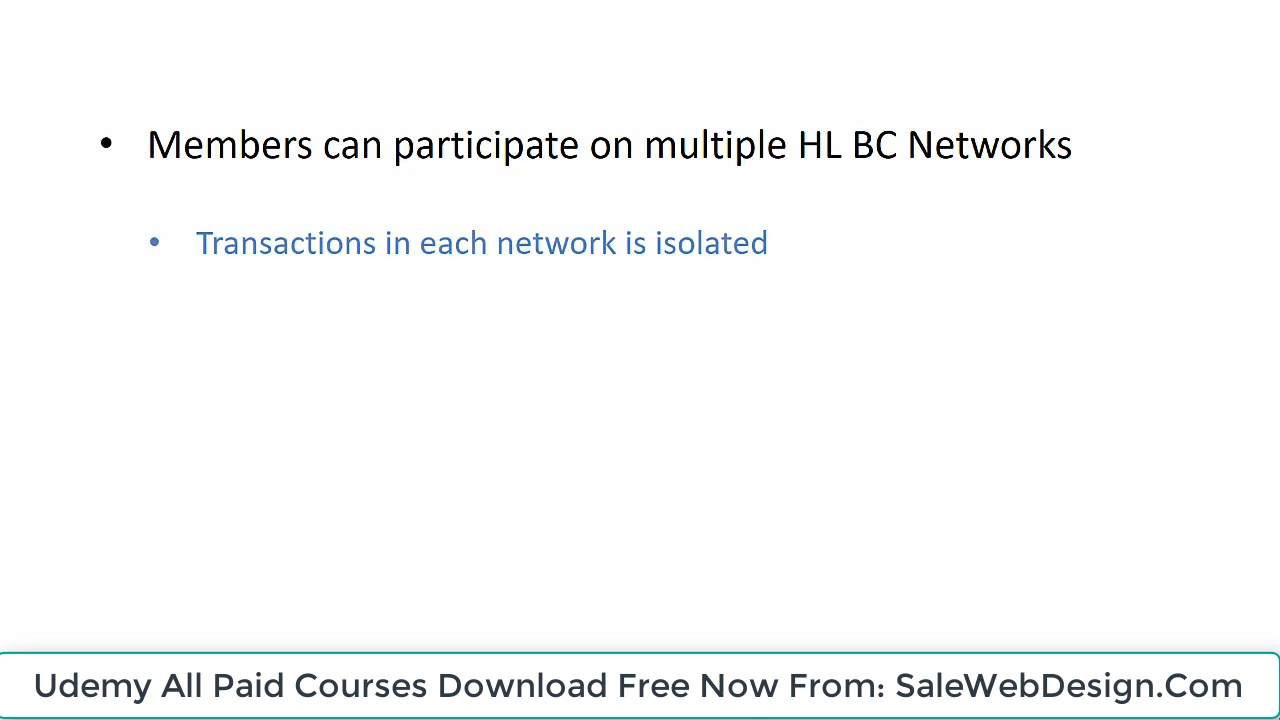 • Members can participate on multiple HL BC Networks
• Transactions in each network is isolated
Udemy All Paid Courses Download Free Now From: SaleWebDesign.Com